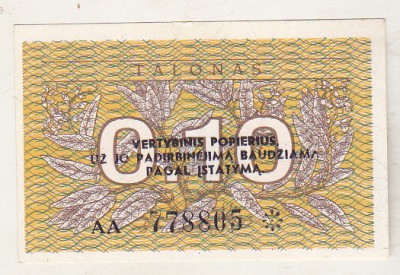 TALONAS
0.10
VERTYBINIS POPIERIUS,
UŽ JO PADIRBINĖJIMĄ BAUDŽIAMA
PAGAL ĮSTATYMĄ.
AA 778805